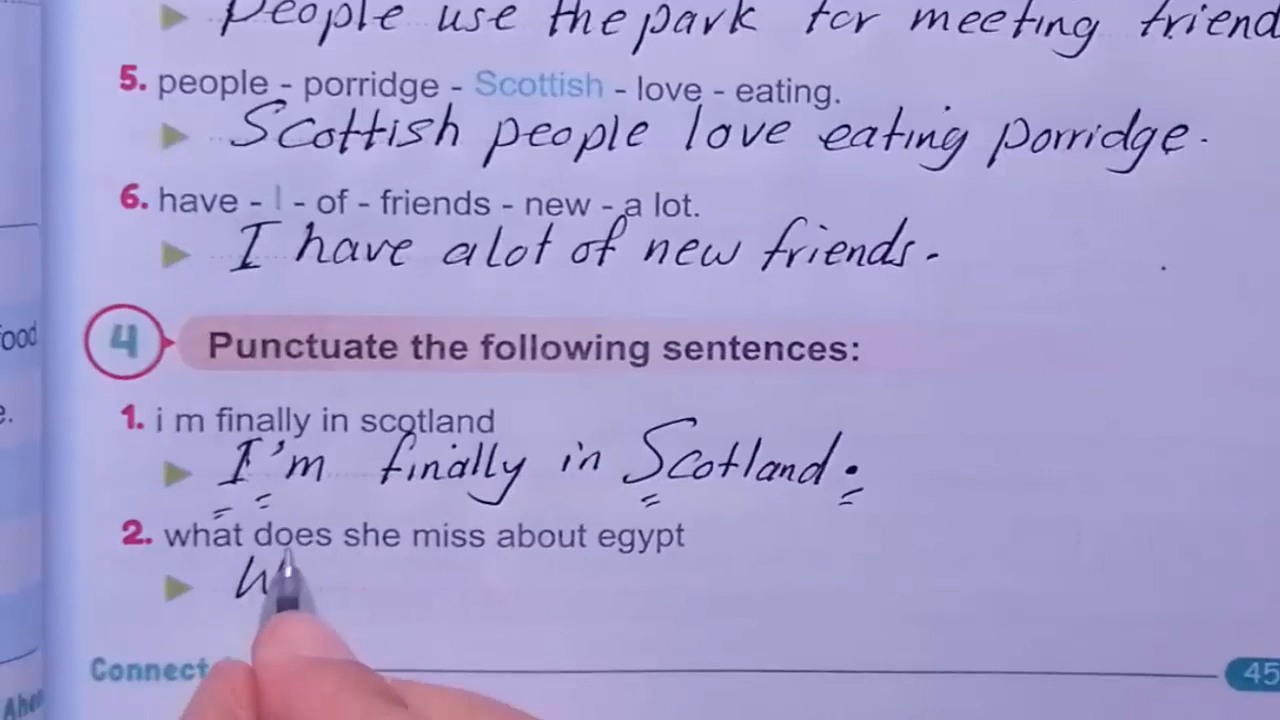 People use the park for meeting friend
5. people - porridge - Scottish - love - eating.
Scottish people love eating porridge.
6. have - I - of - friends - new - a lot.
I have a lot of new friends.
4 Punctuate the following sentences:
1. i m finally in scotland
I'm finally in Scotland.
2. what does she miss about egypt
W
Connect
45
ood
e.